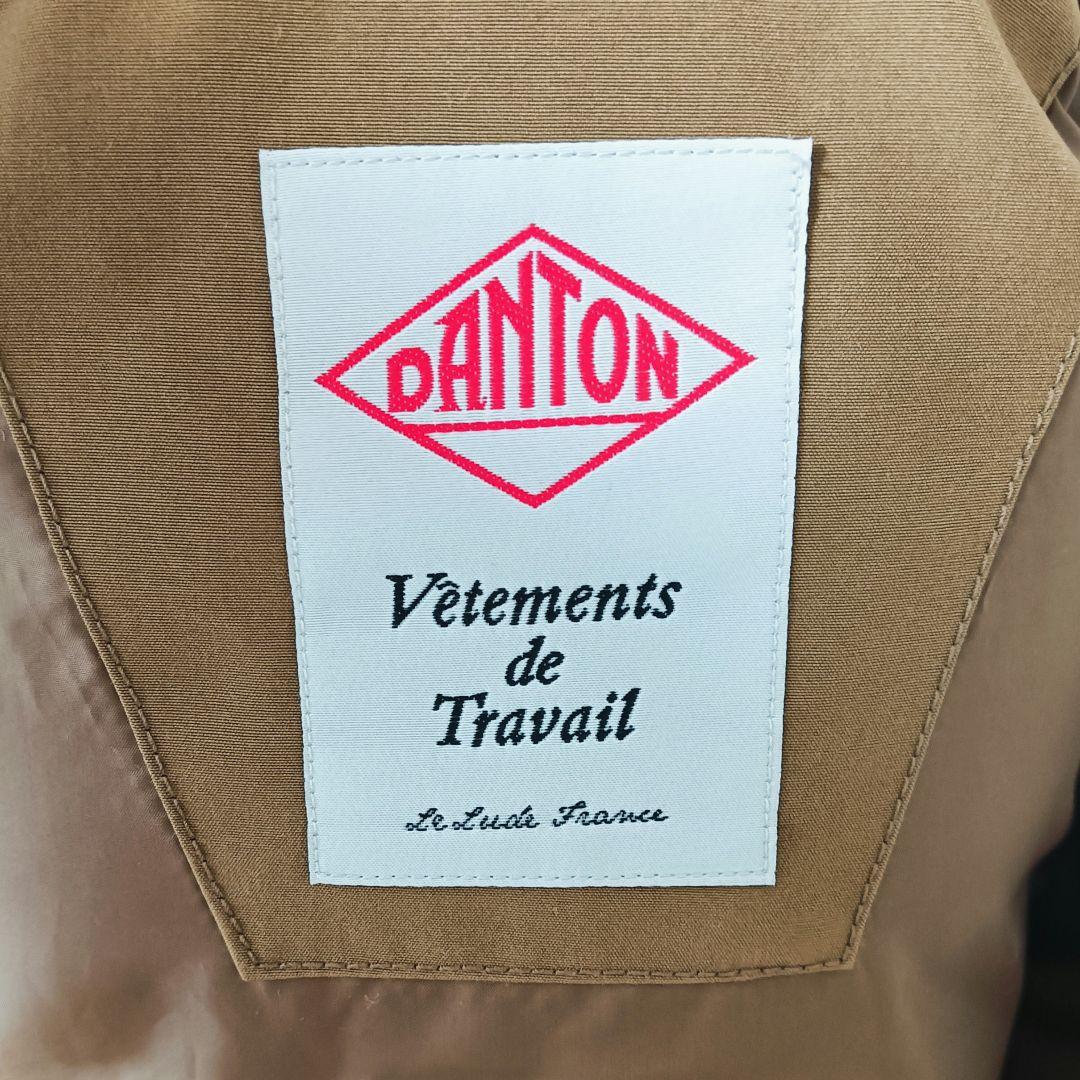 DANTON
Vêtements
de
Travail
Le Lude France